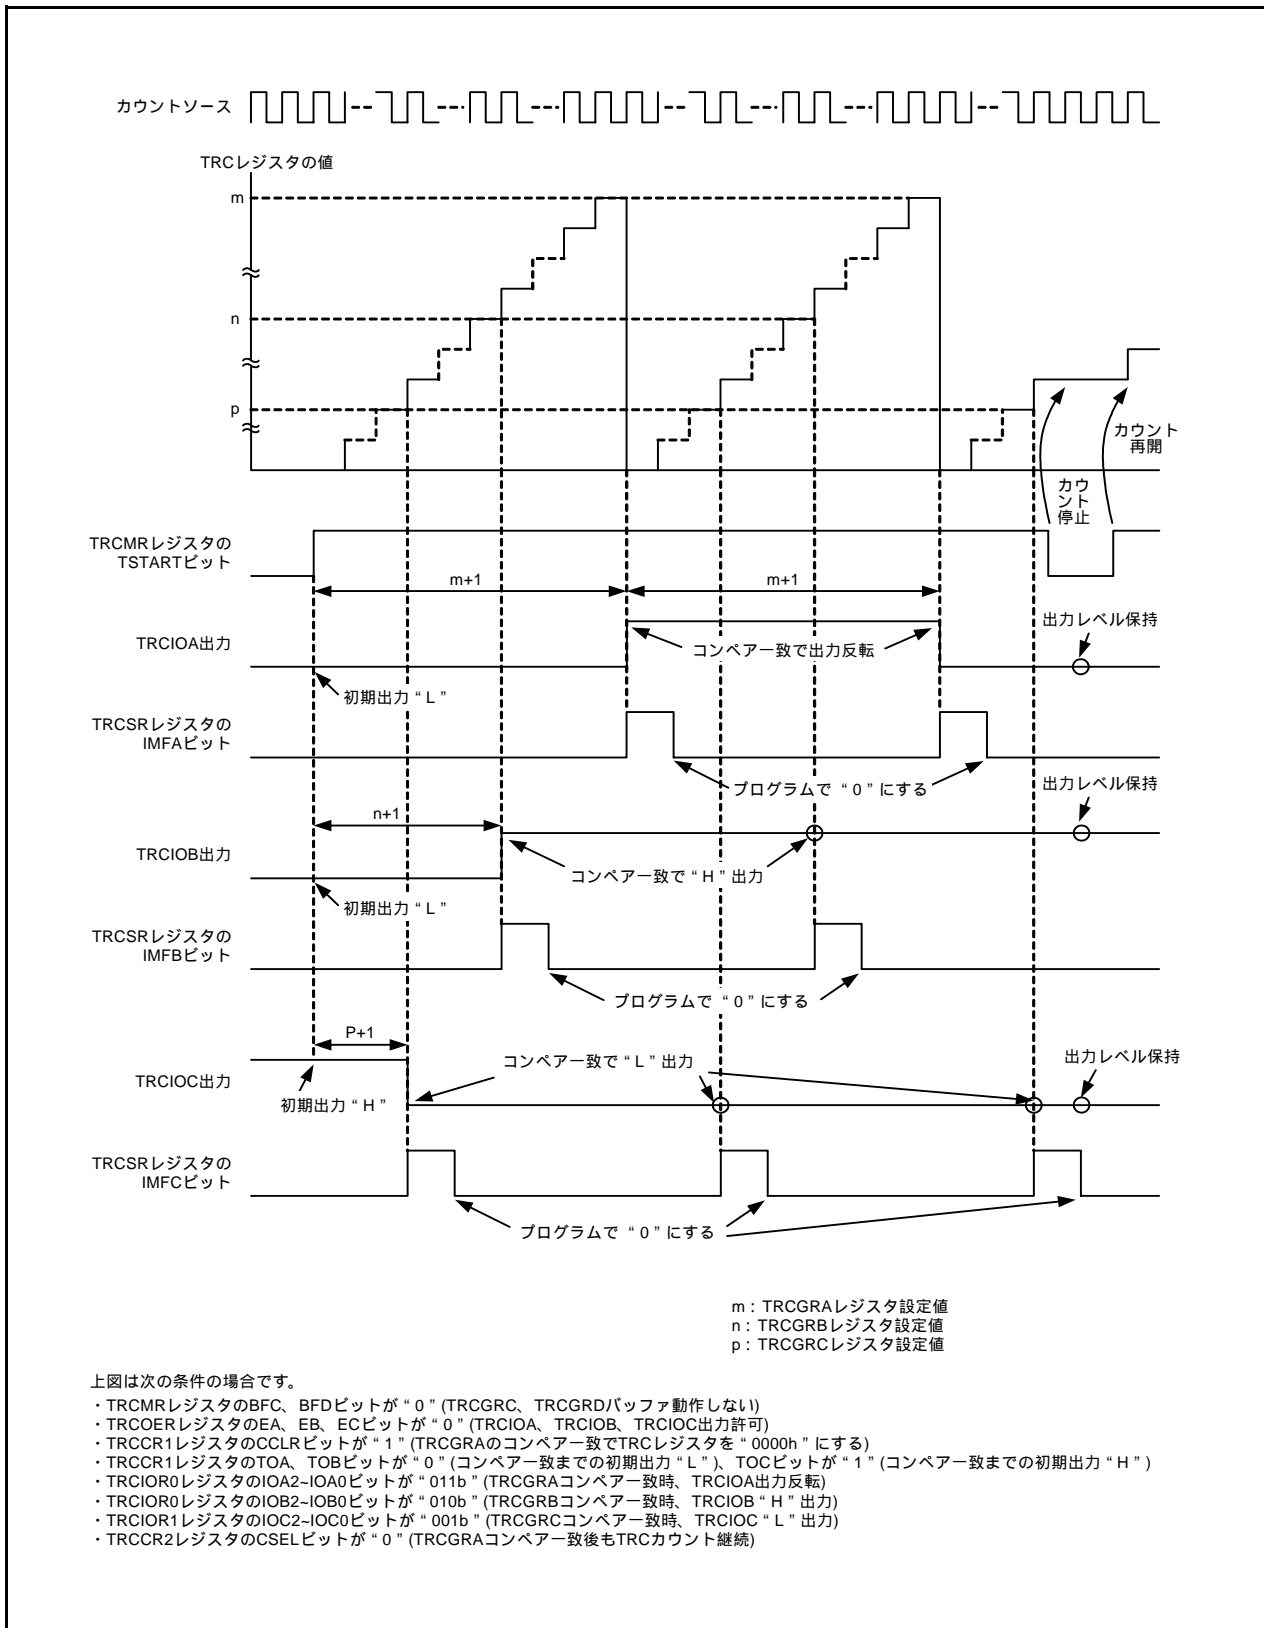 カウントソース
TRCレジスタの値
m
n
p
カウント
再開
カウ
ント
停止
TRCMRレジスタの
TSTARTビット
m+1
m+1
TRCIOA出力
コンペア一致で出力反転
出力レベル保持
初期出力“L”
TRCSRレジスタの
IMFAビット
プログラムで“0”にする
出力レベル保持
n+1
TRCIOB出力
コンペア一致で“H”出力
初期出力“L”
TRCSRレジスタの
IMFBビット
プログラムで“0”にする
P+1
コンペア一致で“L”出力
出力レベル保持
TRCIOC出力
初期出力“H”
TRCSRレジスタの
IMFCビット
プログラムで“0”にする
m：TRCGRAレジスタ設定値
n：TRCGRBレジスタ設定値
p：TRCGRCレジスタ設定値
上図は次の条件の場合です。
・TRCMRレジスタのBFC、BFDビットが“0”(TRCGRC、TRCGRDバッファ動作しない)
・TRCOERレジスタのEA、EB、ECビットが“0”(TRCIOA、TRCIOB、TRCIOC出力許可)
・TRCCR1レジスタのCCLRビットが“1”(TRCGRAのコンペア一致でTRCレジスタを“0000h”にする)
・TRCCR1レジスタのTOA、TOBビットが“0”(コンペア一致までの初期出力“L”)、TOCビットが“1”(コンペア一致までの初期出力“H”)
・TRCIOR0レジスタのIOA2~IOA0ビットが“011b”(TRCGRAコンペア一致時、TRCIOA出力反転)
・TRCIOR0レジスタのIOB2~IOB0ビットが“010b”(TRCGRBコンペア一致時、TRCIOB“H”出力)
・TRCIOR1レジスタのIOC2~IOC0ビットが“001b”(TRCGRCコンペア一致時、TRCIOC“L”出力)
・TRCCR2レジスタのCSELビットが“0”(TRCGRAコンペア一致後もTRCカウント継続)